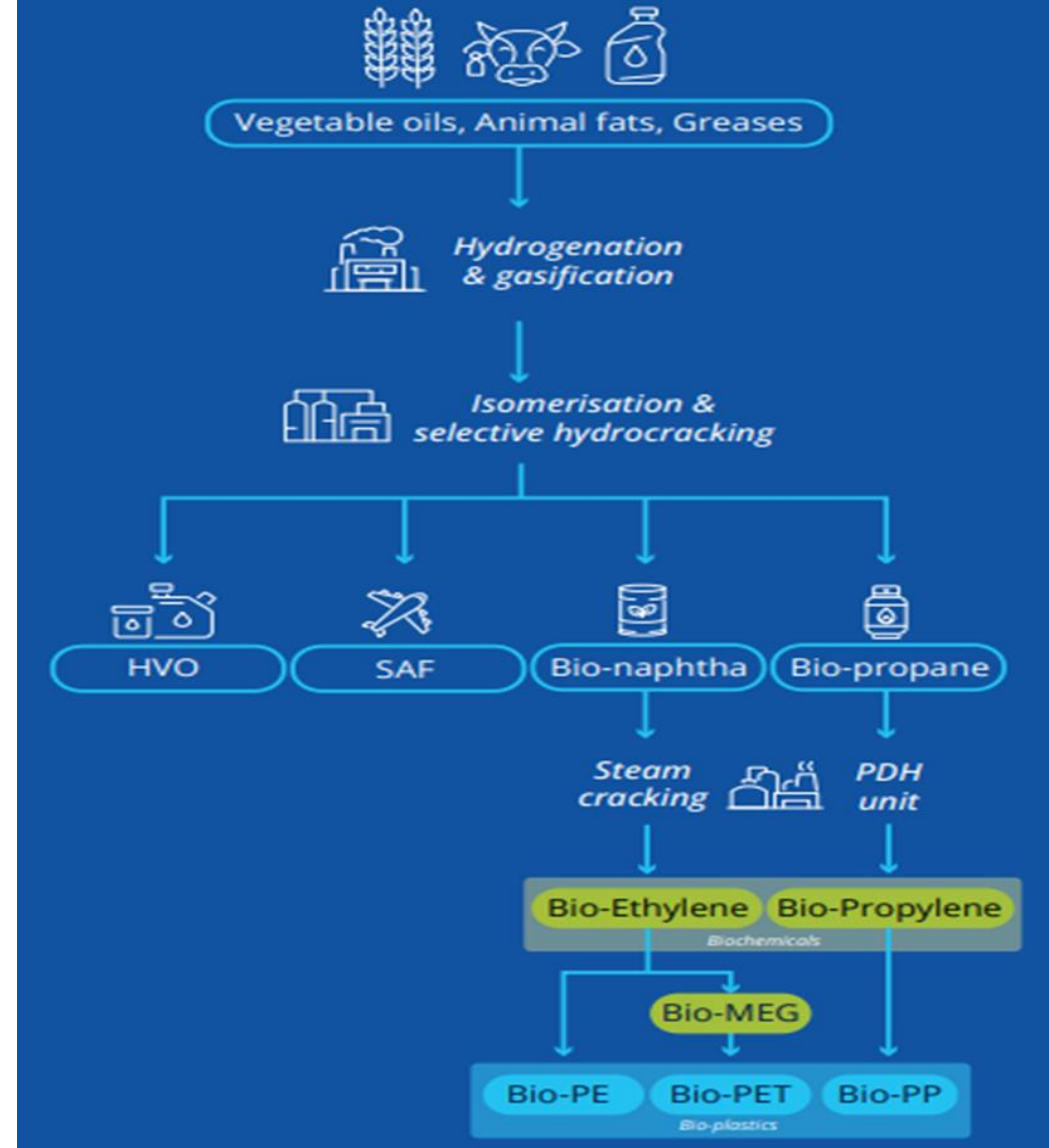 Vegetable oils, Animal fats, Greases
Hydrogenation
& gasification
Isomerisation &
selective hydrocracking
HVO
SAF
Bio-naphtha
Bio-propane
Steam
cracking
PDH
unit
Bio-Ethylene
Bio-Propylene
Biochemicals
Bio-MEG
Bio-PE
Bio-PET
Bio-PP
Bio-plastics